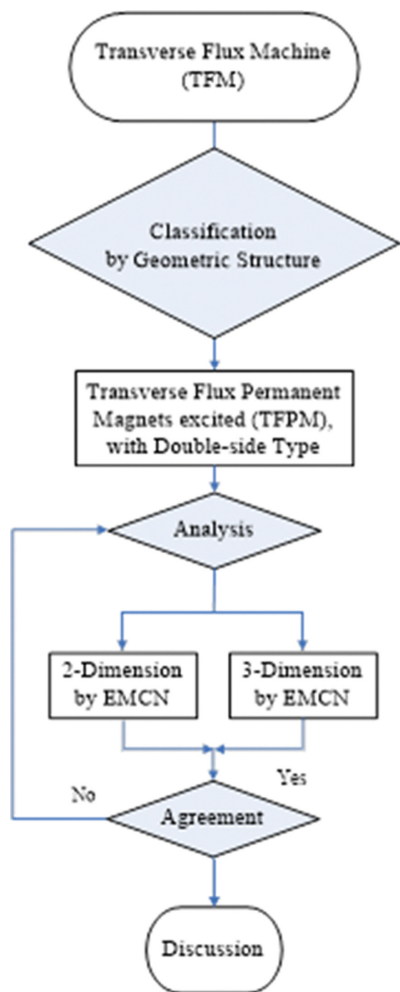 Transverse Flux Machine
(TFM)
Classification
by Geometric Structure
Transverse Flux Permanent
Magnets excited (TFPM),
with Double-side Type
Analysis
2-Dimension
by EMCN
3-Dimension
by EMCN
No
Yes
Agreement
Discussion